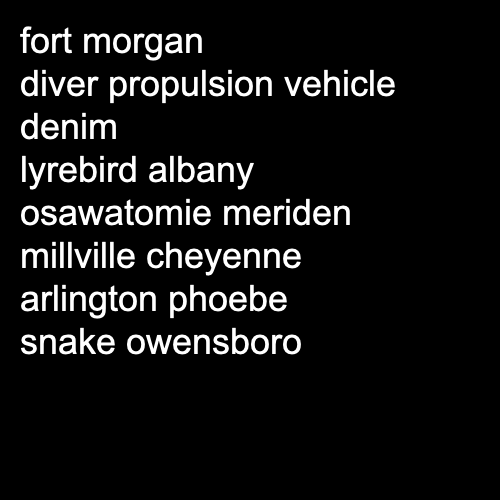 fort morgan
diver propulsion vehicle
denim
lyrebird albany
osawatomie meriden
millville cheyenne
arlington phoebe
snake owensboro